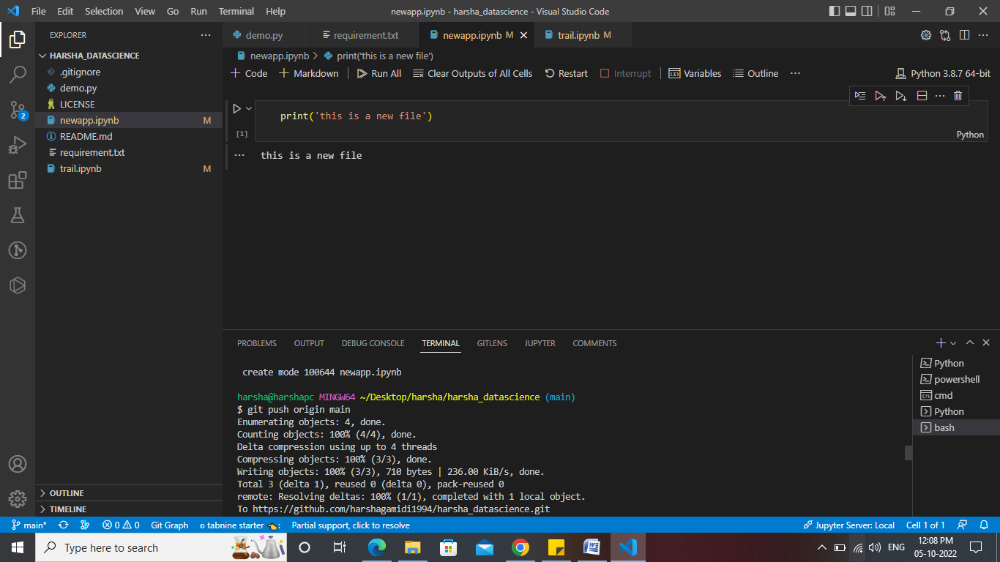 File Edit Selection View Go Run Terminal Help
newapp.ipynb - harsha_datascience - Visual Studio Code
EXPLORER
HARSHA_DATASCIENCE
.gitignore
demo.py
LICENSE
newapp.ipynb M
README.md
requirement.txt
trail.ipynb M
OUTLINE
TIMELINE
2
demo.py requirement.txt newapp.ipynb M trail.ipynb M
newapp.ipynb > print('this is a new file')
Code Markdown Run All Clear Outputs of All Cells Restart Interrupt Variables Outline ... Python 3.8.7 64-bit
print('this is a new file')
[1]
Python
this is a new file
PROBLEMS OUTPUT DEBUG CONSOLE TERMINAL GITLENS JUPYTER COMMENTS
create mode 100644 newapp.ipynb
harsha@harshapc MINGW64 ~/Desktop/harsha/harsha_datascience (main)
$ git push origin main
Enumerating objects: 4, done.
Counting objects: 100% (4/4), done.
Delta compression using up to 4 threads
Compressing objects: 100% (3/3), done.
Writing objects: 100% (3/3), 710 bytes | 236.00 KiB/s, done.
Total 3 (delta 1), reused 0 (delta 0), pack-reused 0
remote: Resolving deltas: 100% (1/1), completed with 1 local object.
To https://github.com/harshagamidi1994/harsha_datascience.git
Python
powershell
cmd
Python
bash
main* 0 0 Git Graph tabnine starter : Partial support, click to resolve Jupyter Server: Local Cell 1 of 1
Type here to search
ENG
12:08 PM
05-10-2022